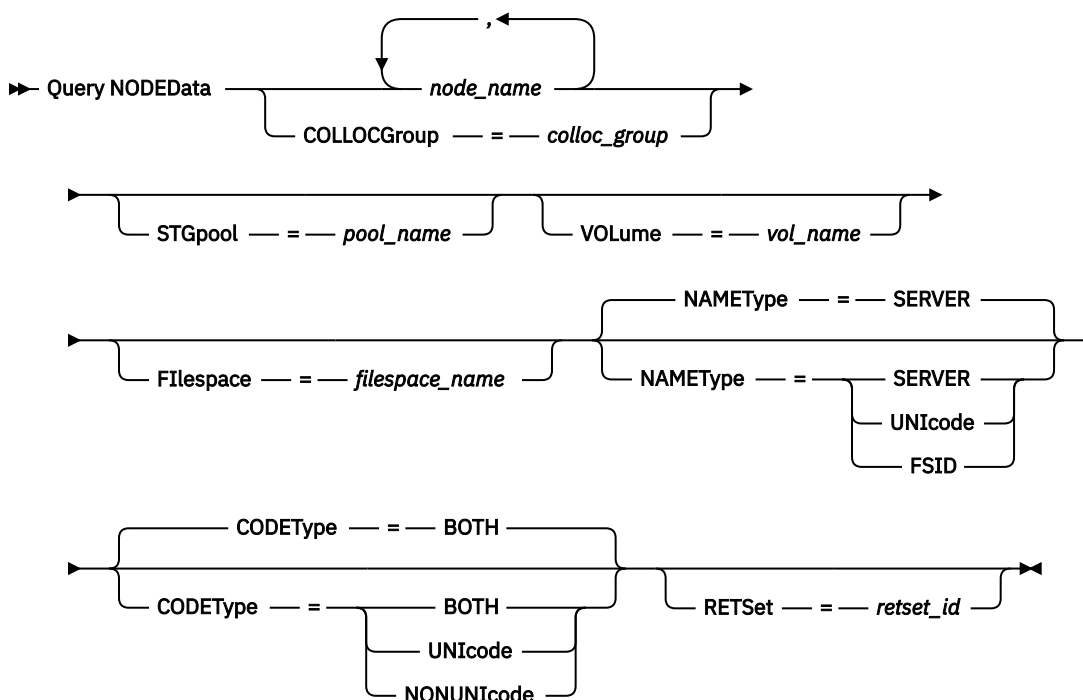 ,
Query NODEData node_name
COLLOCGroup = colloc_group
STGpool = pool_name VOLume = vol_name
NAMEType = SERVER
FIlespace = filespace_name NAMEType = SERVER
UNIcode
FSID
CODEType = BOTH
CODEType = BOTH RETSet = retset_id
UNIcode
NONUNIcode